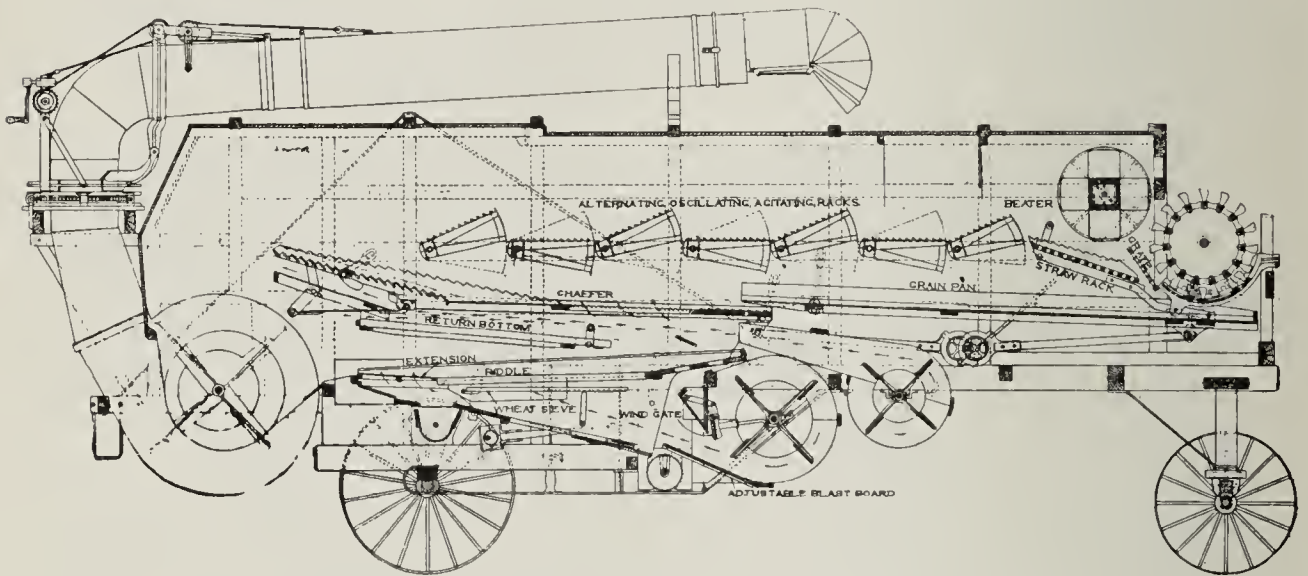 ALTERNATING, OSCILLATING, AGITATING, RACKS.
BEATER
GRATE
STRAW RACK
GRAIN PAN
CHAFFER
RETURN BOTTOM
EXTENSION
RIDDLE
WHEAT SIEVE
WIND GATE
ADJUSTABLE BLAST BOARD